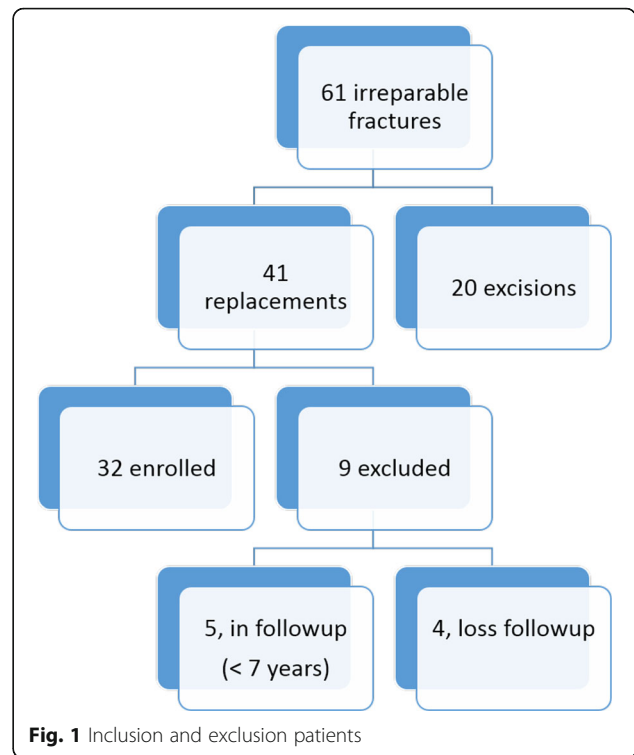 61 irreparable
fractures
41
replacements
20 excisions
32 enrolled
9 excluded
5, in followup
(< 7 years)
4, loss followup
Fig. 1 Inclusion and exclusion patients